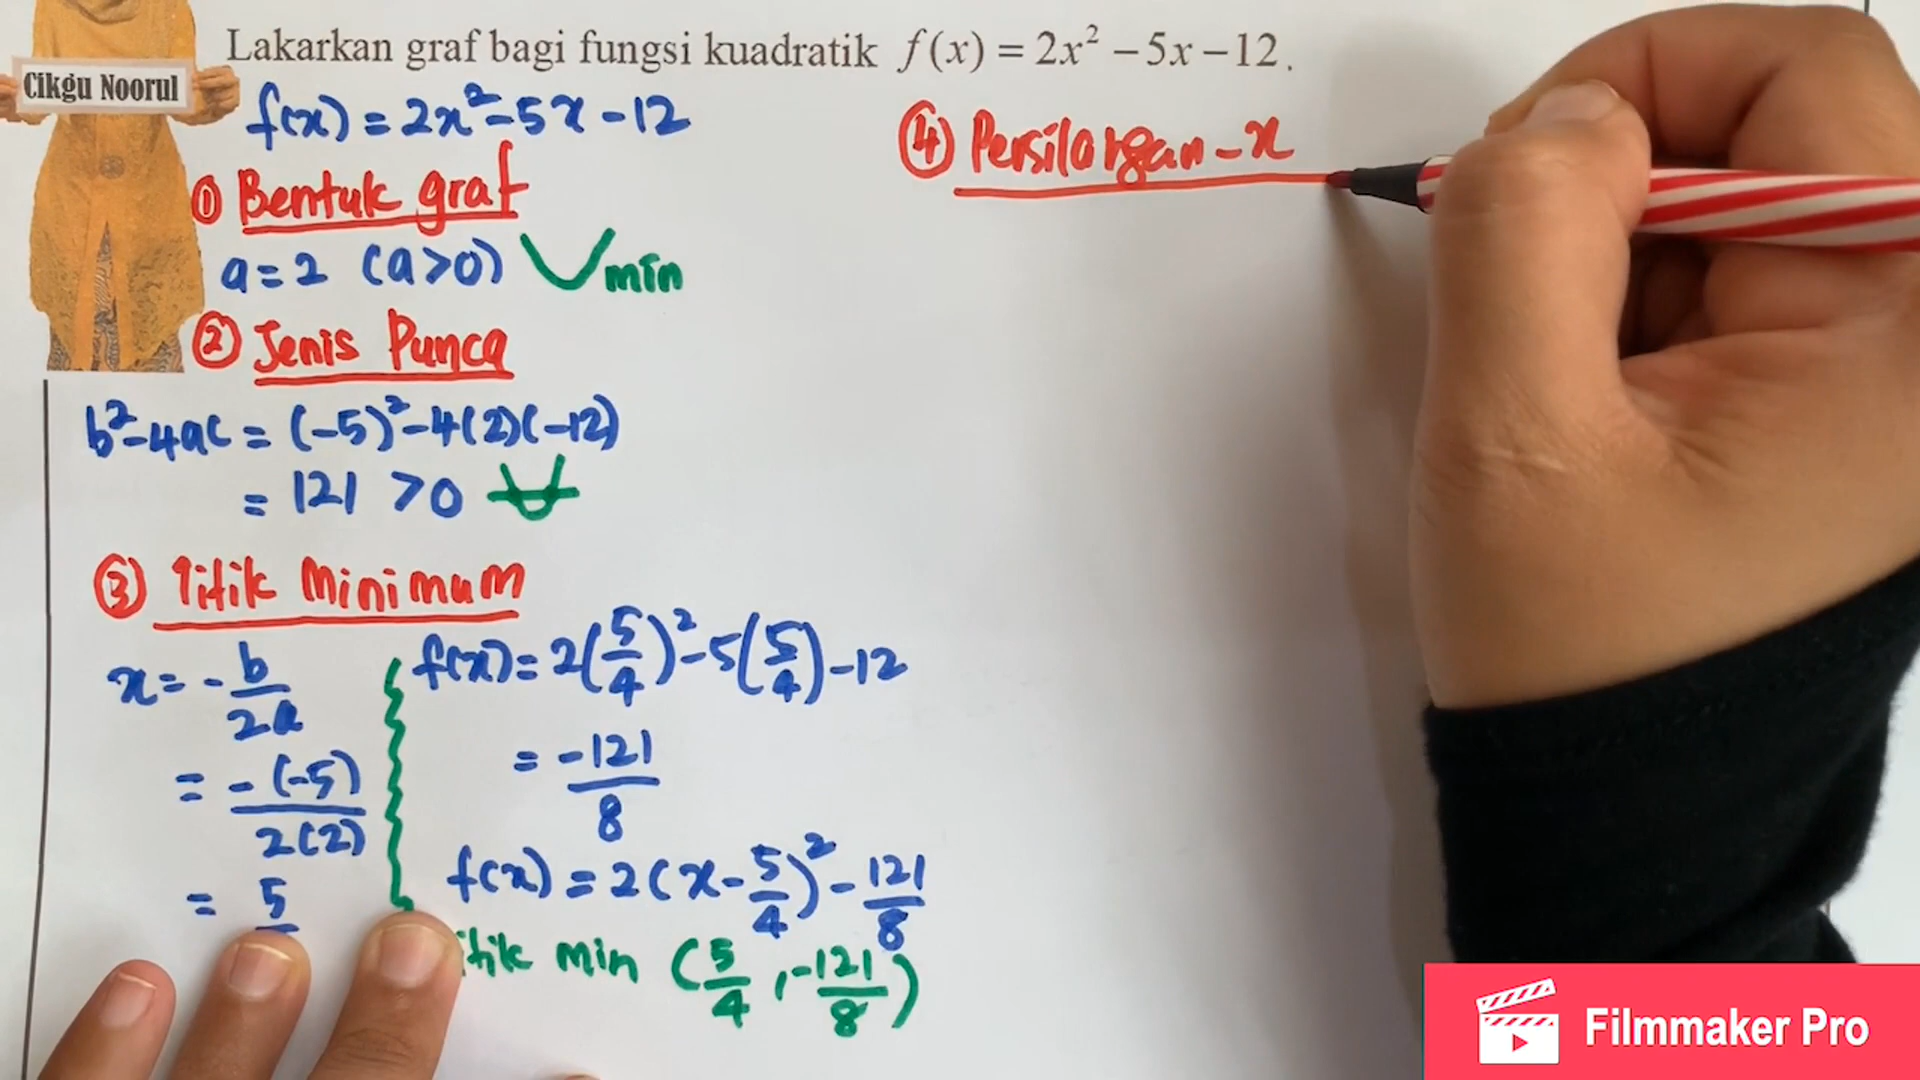 Lakarkan graf bagi fungsi kuadratik f(x) = 2x² − 5x − 12.
Cikgu Noorul
f(x) = 2x² − 5x − 12
① Bentuk graf
a = 2 (a > 0) min
② Jenis Punca
b² − 4ac = (−5)² − 4(2)(−12)
= 121 > 0
③ Titik Minimum
x = −b/2a
= −(−5)/2(2)
= 5
f(x) = 2(5/4)² − 5(5/4) − 12
= −121/8
f(x) = 2(x − 5/4)² − 121/8
min (5/4, −121/8)
④ Persilangan-x
Filmmaker Pro